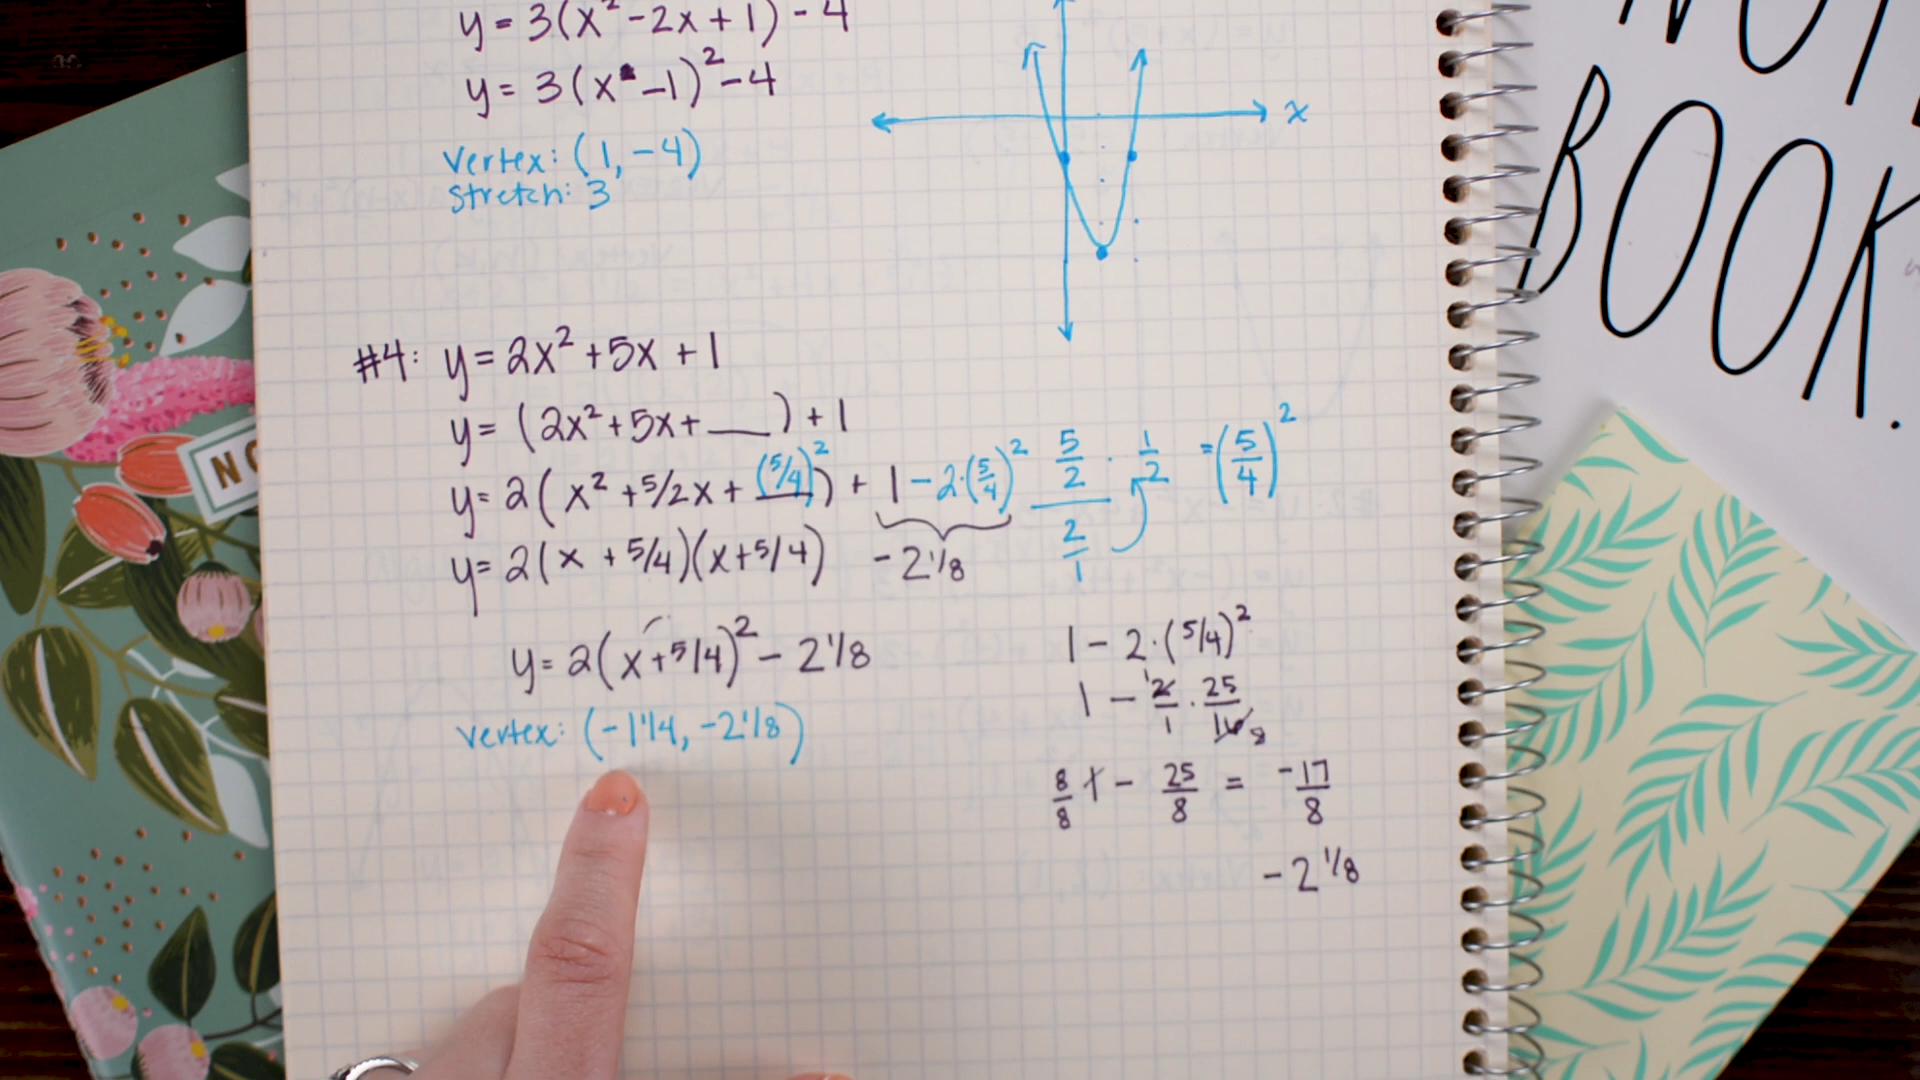 y = 3(x² - 2x + 1) - 4
y = 3(x - 1)² - 4
Vertex: (1, -4)
Stretch: 3
x
#4: y = 2x² + 5x + 1
y = (2x² + 5x + ___) + 1
y = 2(x² + 5/2x + (5/4)²) + 1 - 2·(5/4)²
5/2 · 1/2 = (5/4)²
2/1
y = 2(x + 5/4)(x + 5/4) - 2 1/8
y = 2(x + 5/4)² - 2 1/8
Vertex: (-1 1/4, -2 1/8)
1 - 2·(5/4)²
1 - 2/1 · 25/16 1 8
8/8 1 - 25/8 = -17/8
-2 1/8
BOOK.